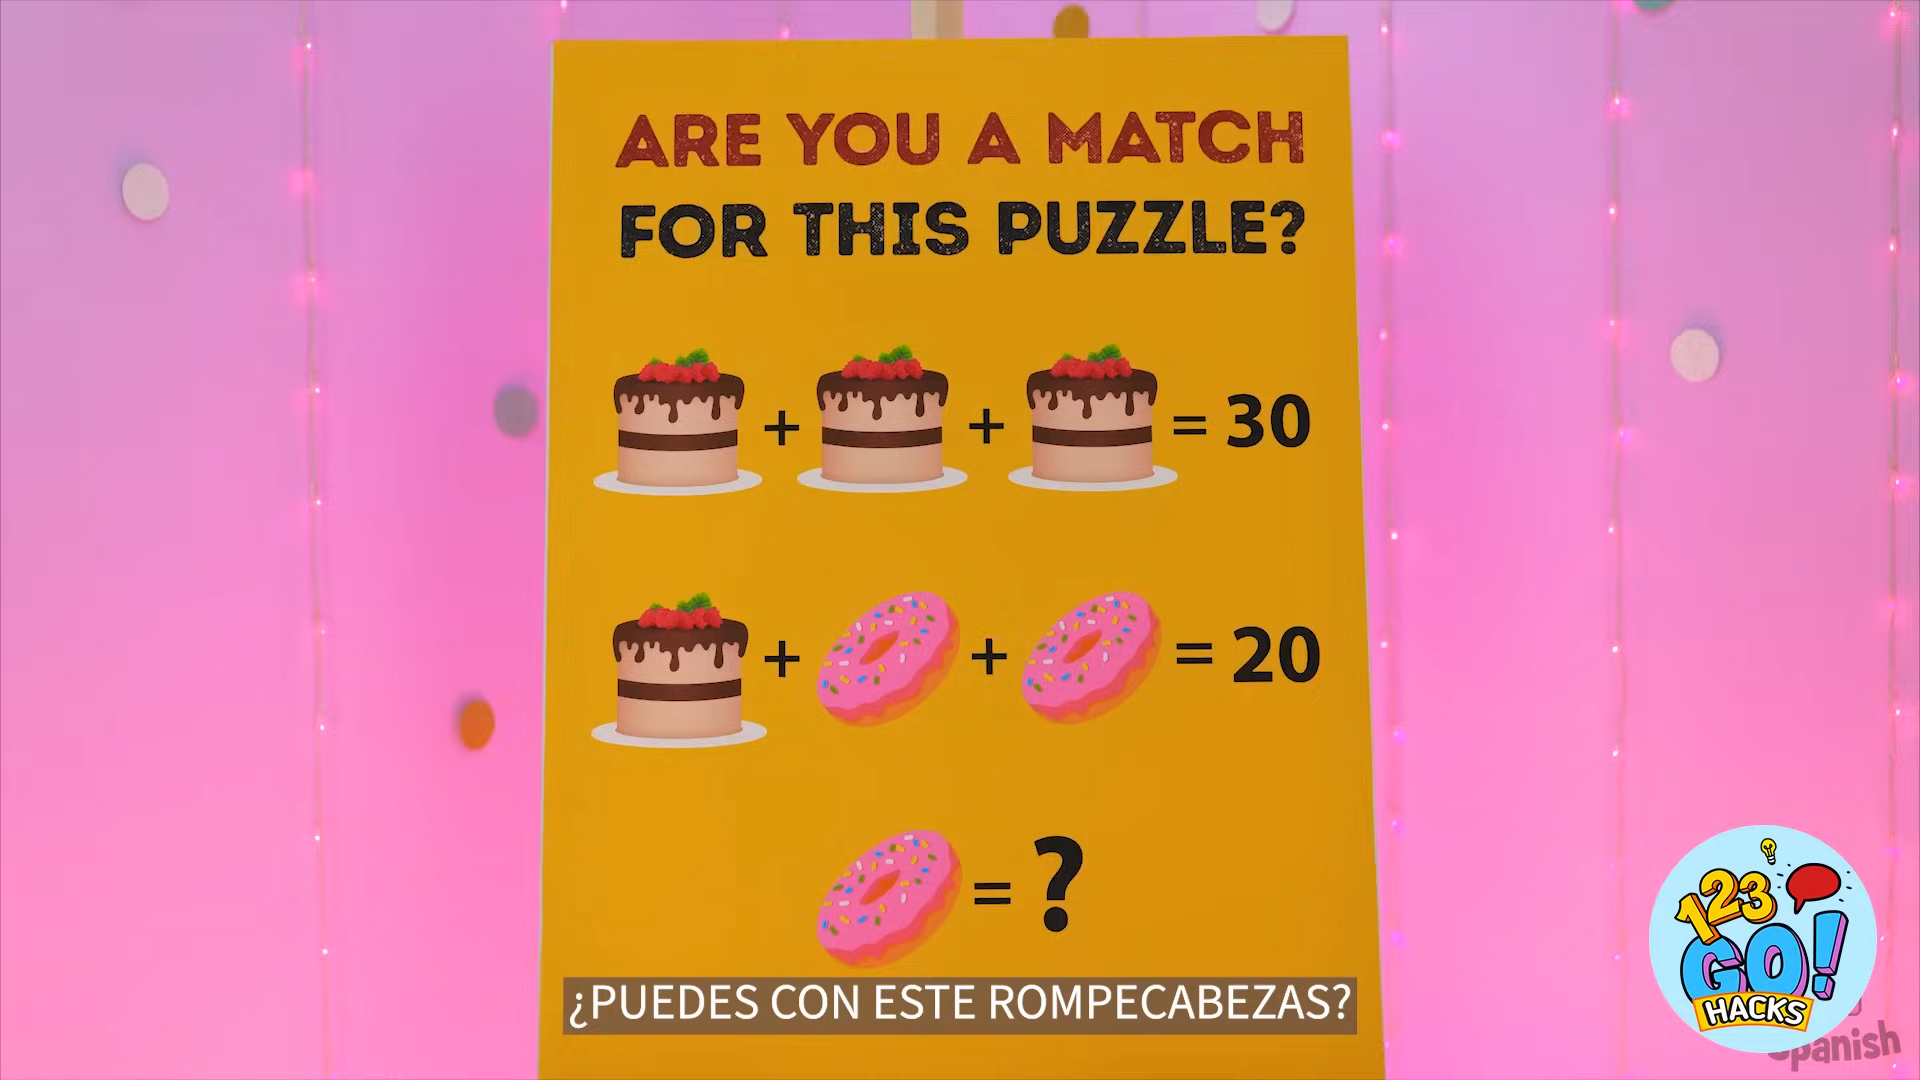 ARE YOU A MATCH
FOR THIS PUZZLE?
+ + = 30
+ + = 20
= ?
¿PUEDES CON ESTE ROMPECABEZAS?
123
GO!
HACKS
Spanish